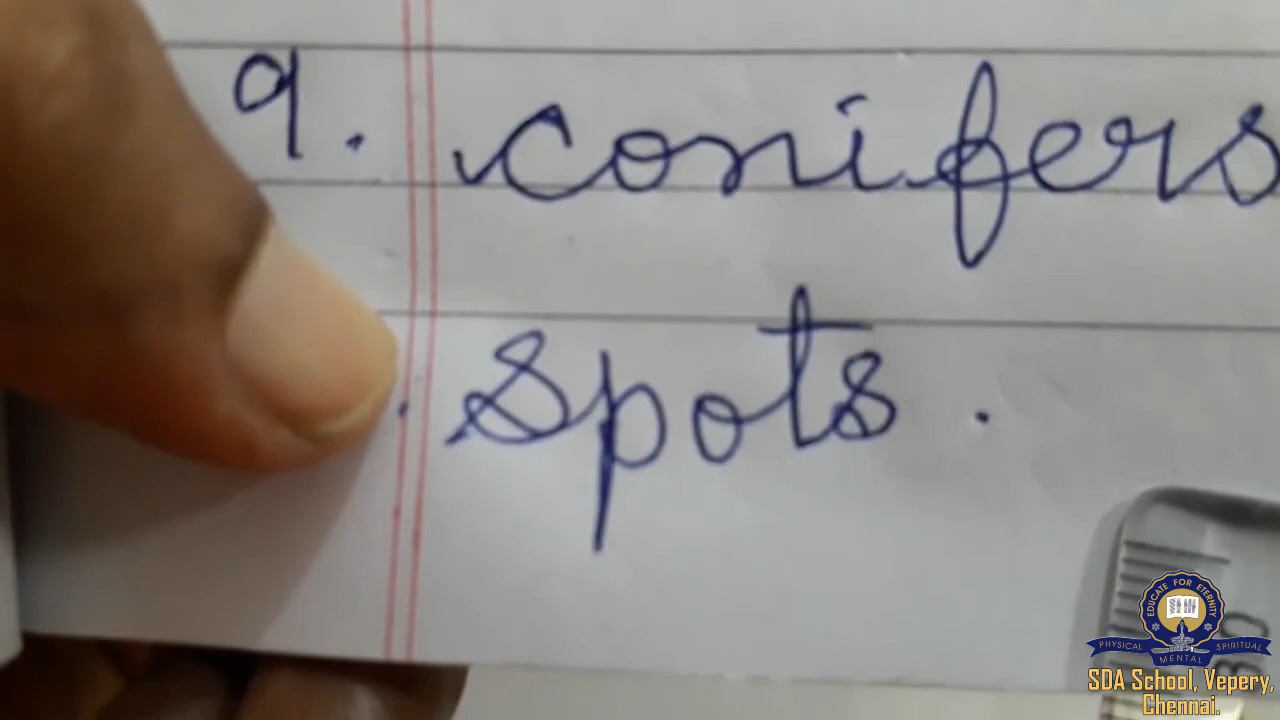 9. conifers
spots.
EDUCATE FOR ETERNITY
PHYSICAL MENTAL SPIRITUAL
SDA School, Vepery,
Chennai.